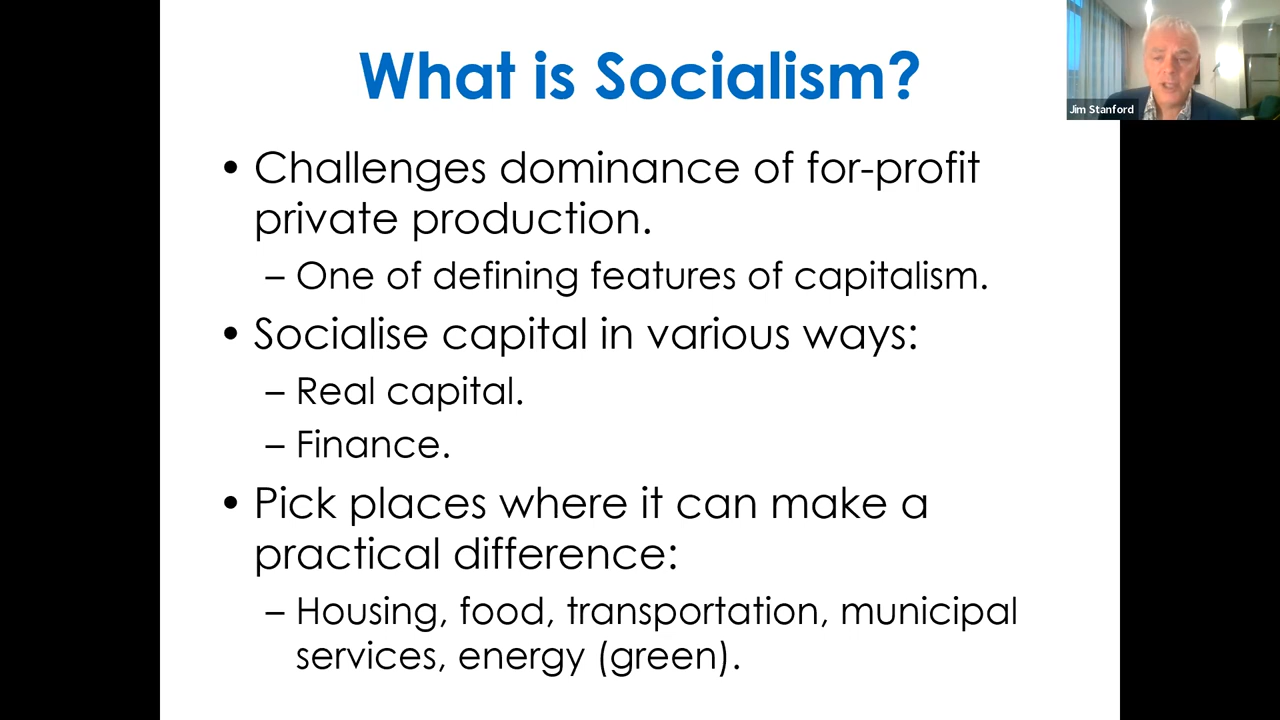 What is Socialism?
Jim Stanford
• Challenges dominance of for-profit
private production.
– One of defining features of capitalism.
• Socialise capital in various ways:
– Real capital.
– Finance.
• Pick places where it can make a
practical difference:
– Housing, food, transportation, municipal
services, energy (green).